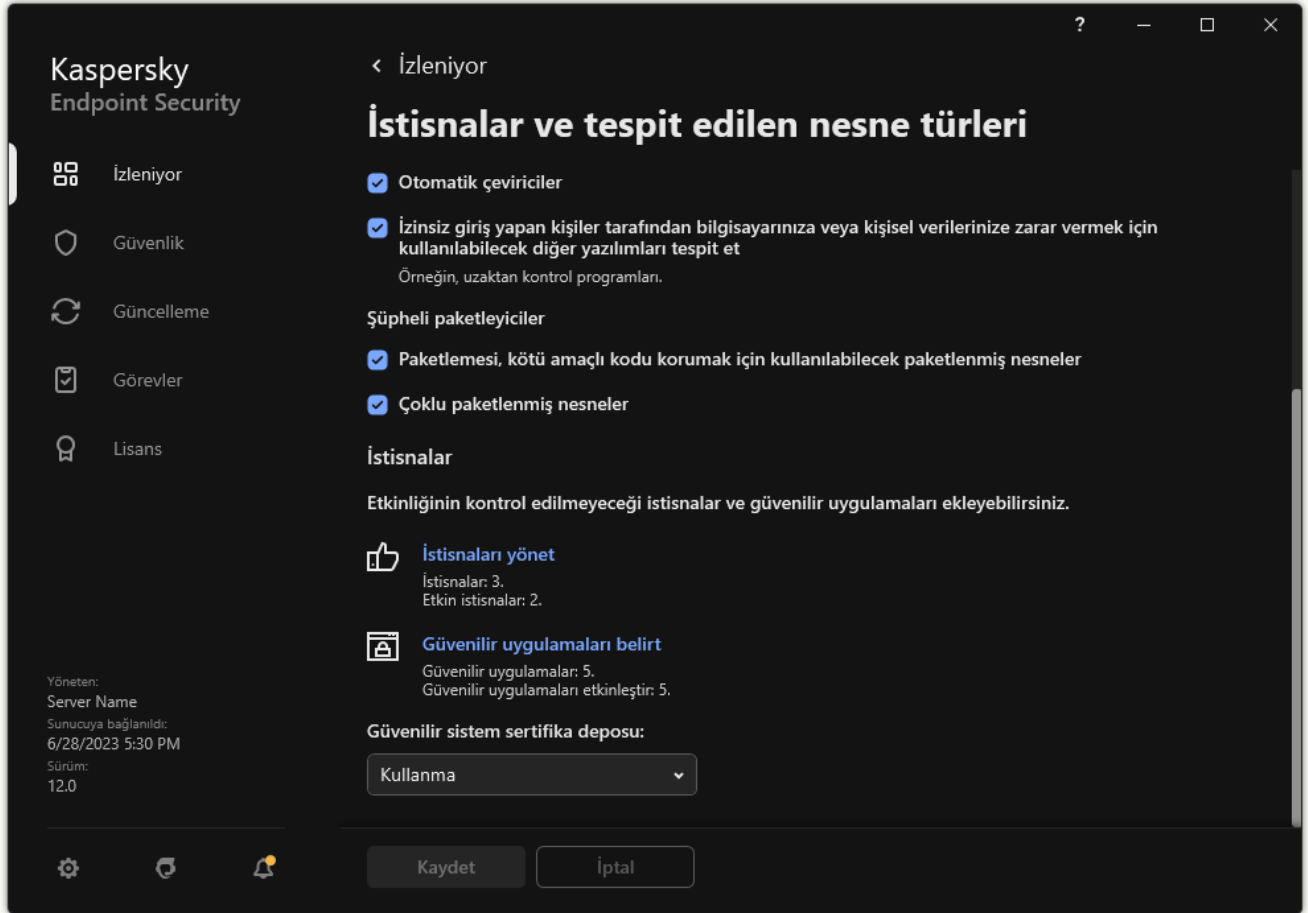 ?
Kaspersky
Endpoint Security
İzleniyor
Güvenlik
Güncelleme
Görevler
Lisans
Yöneten:
Server Name
Sunucuya bağlanıldı:
6/28/2023 5:30 PM
Sürüm:
12.0
İzleniyor
İstisnalar ve tespit edilen nesne türleri
Otomatik çeviriciler
İzinsiz giriş yapan kişiler tarafından bilgisayarınıza veya kişisel verilerinize zarar vermek için
kullanılabilecek diğer yazılımları tespit et
Örneğin, uzaktan kontrol programları.
Şüpheli paketleyiciler
Paketlemesi, kötü amaçlı kodu korumak için kullanılabilecek paketlenmiş nesneler
Çoklu paketlenmiş nesneler
İstisnalar
Etkinliğinin kontrol edilmeyeceği istisnalar ve güvenilir uygulamaları ekleyebilirsiniz.
İstisnaları yönet
İstisnalar: 3.
Etkin istisnalar: 2.
Güvenilir uygulamaları belirt
Güvenilir uygulamalar: 5.
Güvenilir uygulamaları etkinleştir: 5.
Güvenilir sistem sertifika deposu:
Kullanma
Kaydet
İptal